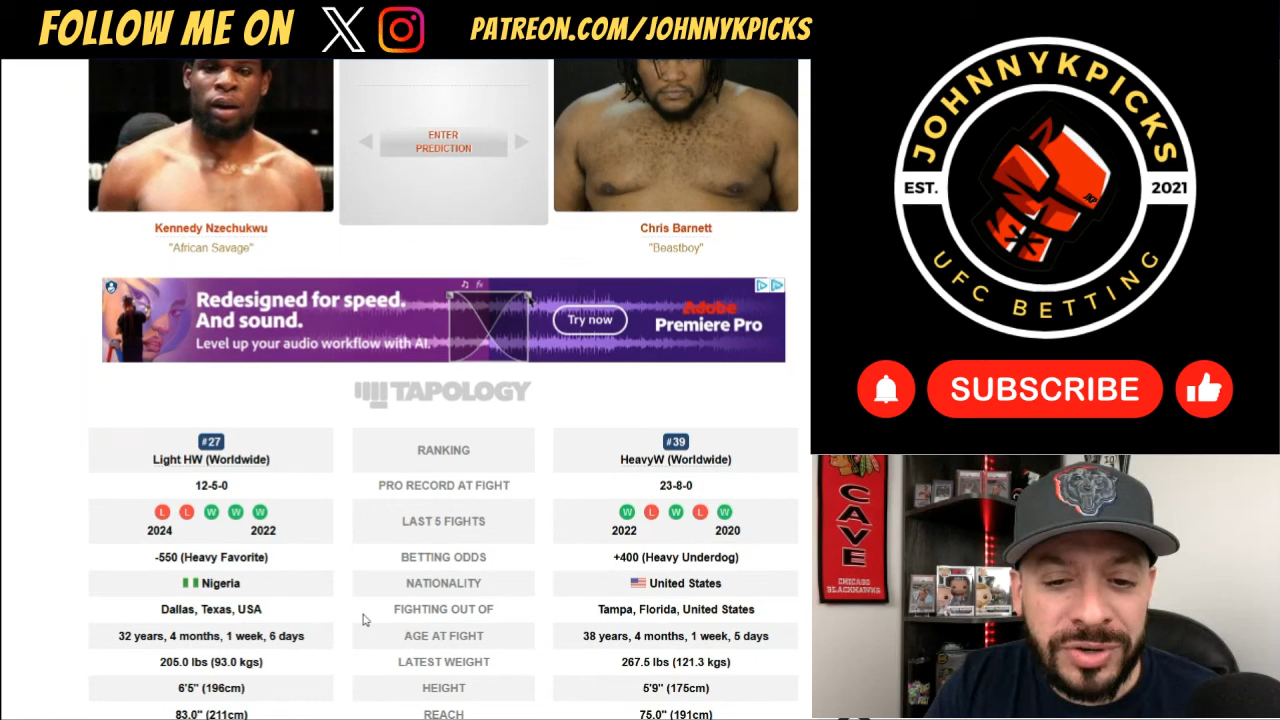 FOLLOW ME ON
PATREON.COM/JOHNNYKPICKS
ENTER
PREDICTION
Kennedy Nzechukwu
"African Savage"
Chris Barnett
"Beastboy"
Redesigned for speed.
And sound.
Level up your audio workflow with AI.
Try now
Adobe
Premiere Pro
TAPOLOGY
#27
Light HW (Worldwide)
RANKING
#39
HeavyW (Worldwide)
12-5-0
PRO RECORD AT FIGHT
23-8-0
L L W W W
2024 2022
LAST 5 FIGHTS
W L W L W
2022 2020
-550 (Heavy Favorite)
BETTING ODDS
+400 (Heavy Underdog)
Nigeria
NATIONALITY
United States
Dallas, Texas, USA
FIGHTING OUT OF
Tampa, Florida, United States
32 years, 4 months, 1 week, 6 days
AGE AT FIGHT
38 years, 4 months, 1 week, 5 days
205.0 lbs (93.0 kgs)
LATEST WEIGHT
267.5 lbs (121.3 kgs)
6'5" (196cm)
HEIGHT
5'9" (175cm)
83.0" (211cm)
REACH
75.0" (191cm)
JOHNNYKPICKS
EST. 2021
JKP
UFC BETTING
SUBSCRIBE
CAVE
CHICAGO
BLACKHAWKS